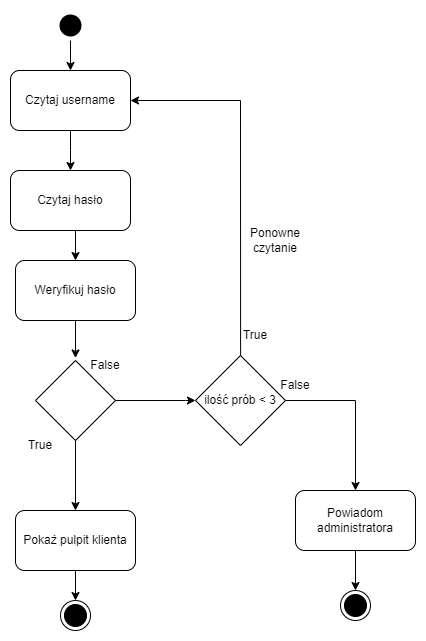 Czytaj username
Czytaj hasło
Ponowne
czytanie
Weryfikuj hasło
True
False
False
ilość prób < 3
True
Pokaż pulpit klienta
Powiadom
administratora